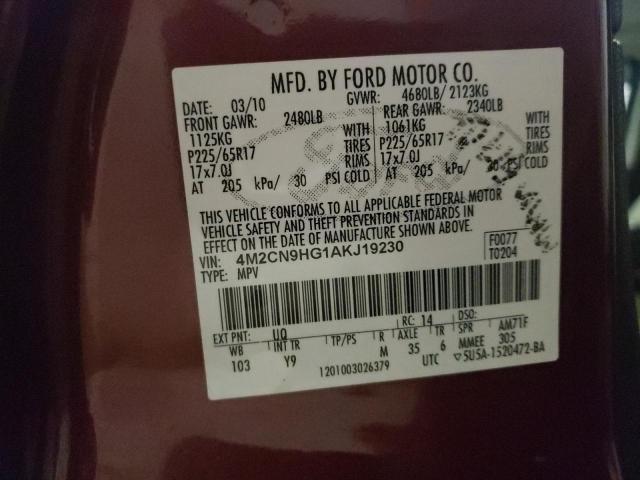 MFD. BY FORD MOTOR CO.
DATE: 03/10 GVWR: 4680LB/ 2123KG
FRONT GAWR: 2480LB REAR GAWR: 2340LB
1125KG WITH 1061KG WITH
P225/65R17 TIRES P225/65R17 TIRES
17x7.0J RIMS 17x7.0J RIMS
AT 205 kPa/ 30 PSI COLD AT 205 kPa/ 30 PSI COLD
THIS VEHICLE CONFORMS TO ALL APPLICABLE FEDERAL MOTOR
VEHICLE SAFETY AND THEFT PREVENTION STANDARDS IN
EFFECT ON THE DATE OF MANUFACTURE SHOWN ABOVE.
VIN: 4M2CN9HG1AKJ19230 F0077
TYPE: MPV T0204
EXT PNT: UQ RC: 14 DSO:
WB INT TR TP/PS R AXLE TR SPR AM71F
103 Y9 M 35 6 MMEE 305
1201003026379 UTC ▽5U5A-1520472-BA
Ford